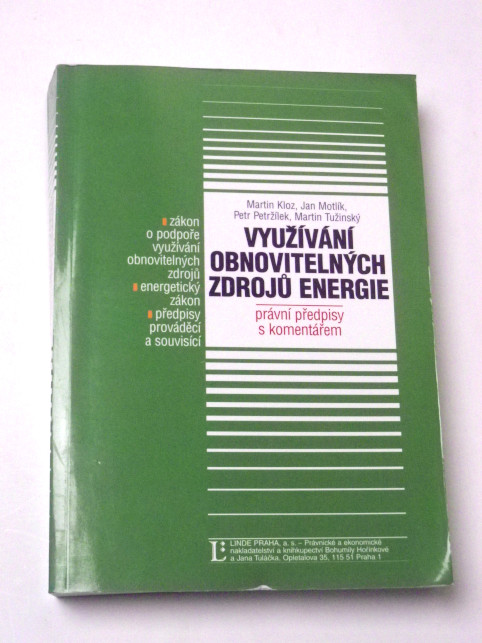 Martin Kloz, Jan Motlík,
Petr Petržílek, Martin Tužinský
VYUŽÍVÁNÍ
OBNOVITELNÝCH
ZDROJŮ ENERGIE
právní předpisy
s komentářem
zákon
o podpoře
využívání
obnovitelných
zdrojů
energetický
zákon
předpisy
prováděcí
a souvisící
LINDE PRAHA, a. s. – Právnické a ekonomické
nakladatelství a knihkupectví Bohumily Hořínkové
a Jana Tuláčka, Opletalova 35, 115 51 Praha 1